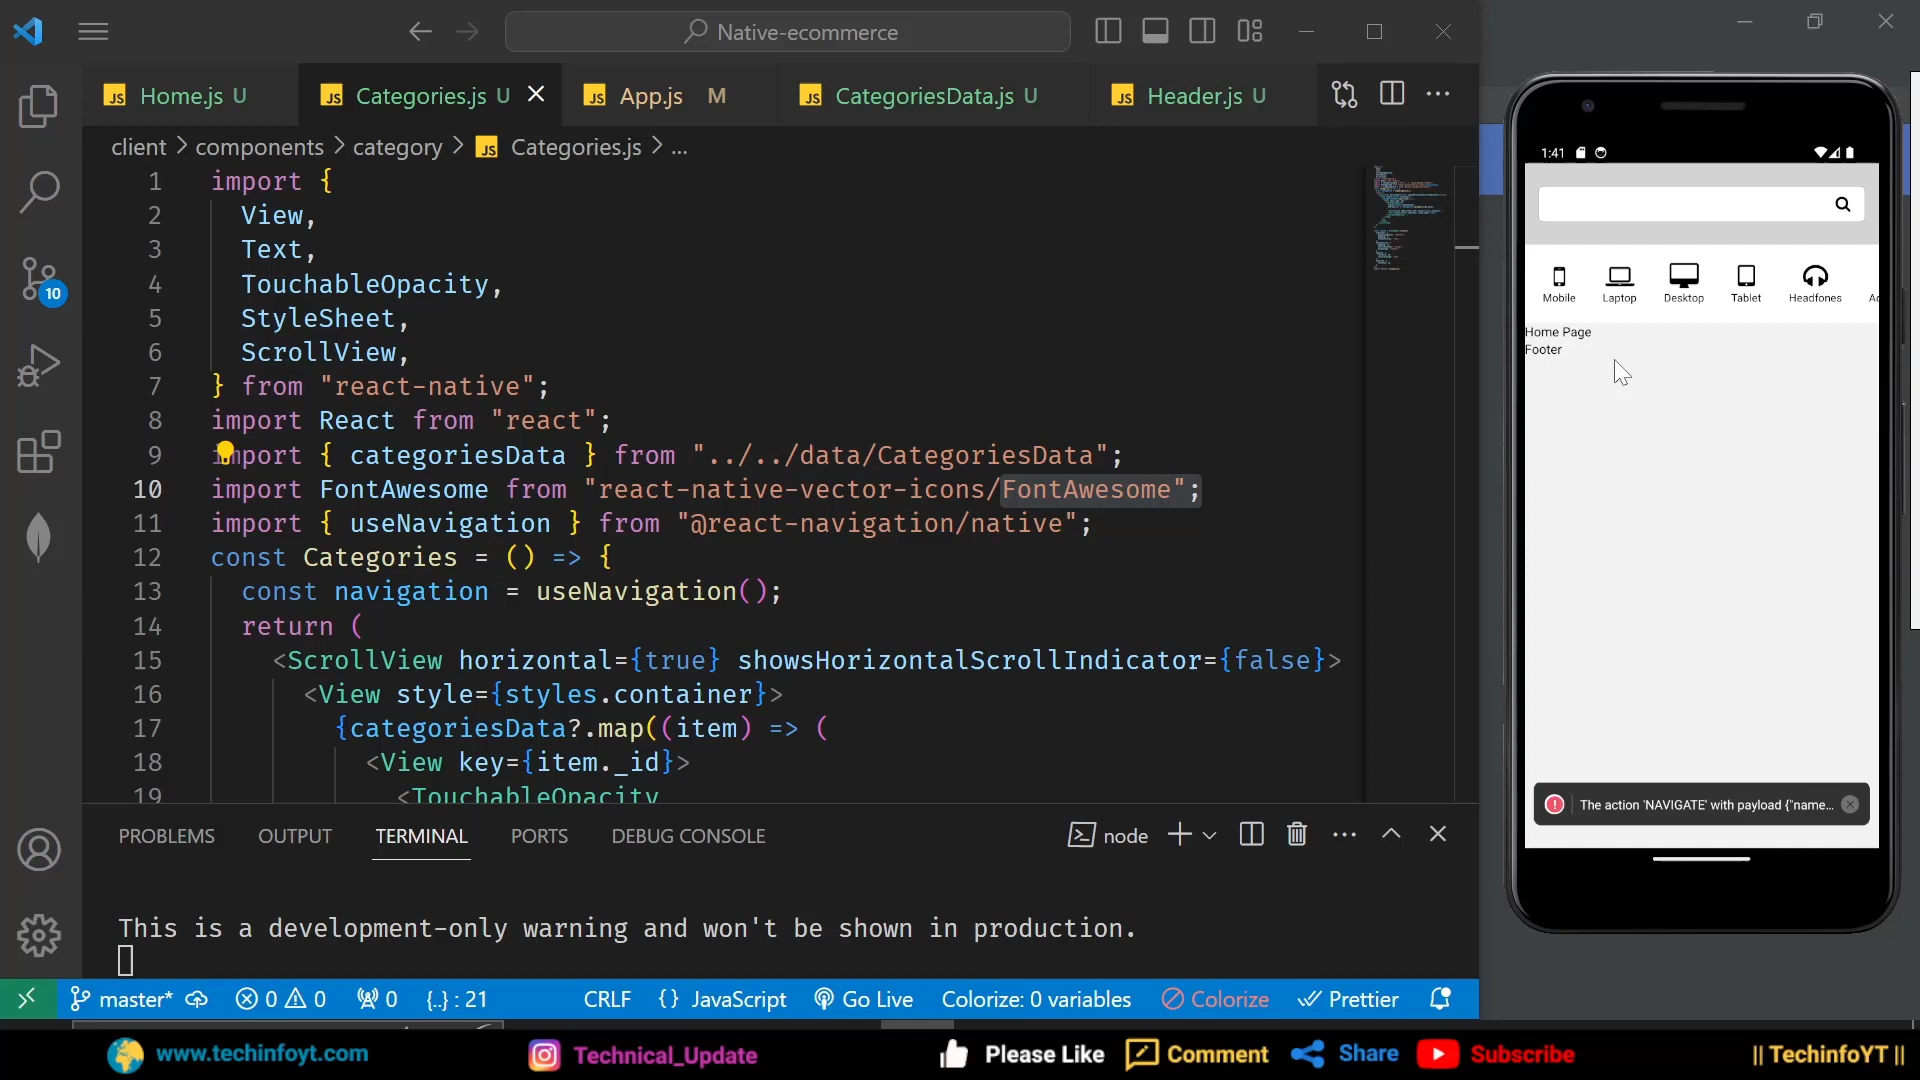 Native-ecommerce
Home.js U
Categories.js U
App.js M
CategoriesData.js U
Header.js U
client > components > category > JS Categories.js > ...
1 import {
2 View,
3 Text,
4 TouchableOpacity,
5 StyleSheet,
6 ScrollView,
7 } from "react-native";
8 import React from "react";
9 import { categoriesData } from "../../data/CategoriesData";
10 import FontAwesome from "react-native-vector-icons/FontAwesome";
11 import { useNavigation } from "@react-navigation/native";
12 const Categories = () => {
13 const navigation = useNavigation();
14 return (
15 <ScrollView horizontal={true} showsHorizontalScrollIndicator={false}>
16 <View style={styles.container}>
17 {categoriesData?.map((item) => (
18 <View key={item._id}>
19 <TouchableOpacity
PROBLEMS OUTPUT TERMINAL PORTS DEBUG CONSOLE
node
This is a development-only warning and won't be shown in production.
10
master* 0 0 0 {..} : 21 CRLF {} JavaScript Go Live Colorize: 0 variables Colorize Prettier
1:41
Mobile Laptop Desktop Tablet Headfones Ac
Home Page
Footer
The action 'NAVIGATE' with payload {"name...
www.techinfoyt.com Technical_Update Please Like Comment Share Subscribe || TechinfoYT ||